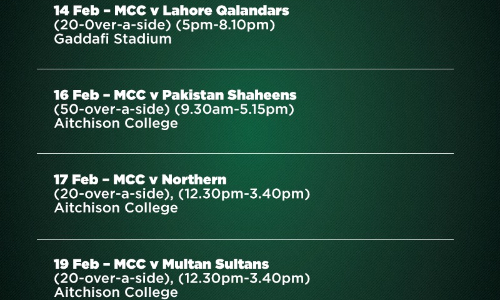 14 Feb – MCC v Lahore Qalandars
(20-0ver-a-side) (5pm-8.10pm)
Gaddafi Stadium
16 Feb – MCC v Pakistan Shaheens
(50-over-a-side) (9.30am-5.15pm)
Aitchison College
17 Feb – MCC v Northern
(20-over-a-side), (12.30pm-3.40pm)
Aitchison College
19 Feb – MCC v Multan Sultans
(20-over-a-side), (12.30pm-3.40pm)
Aitchison College